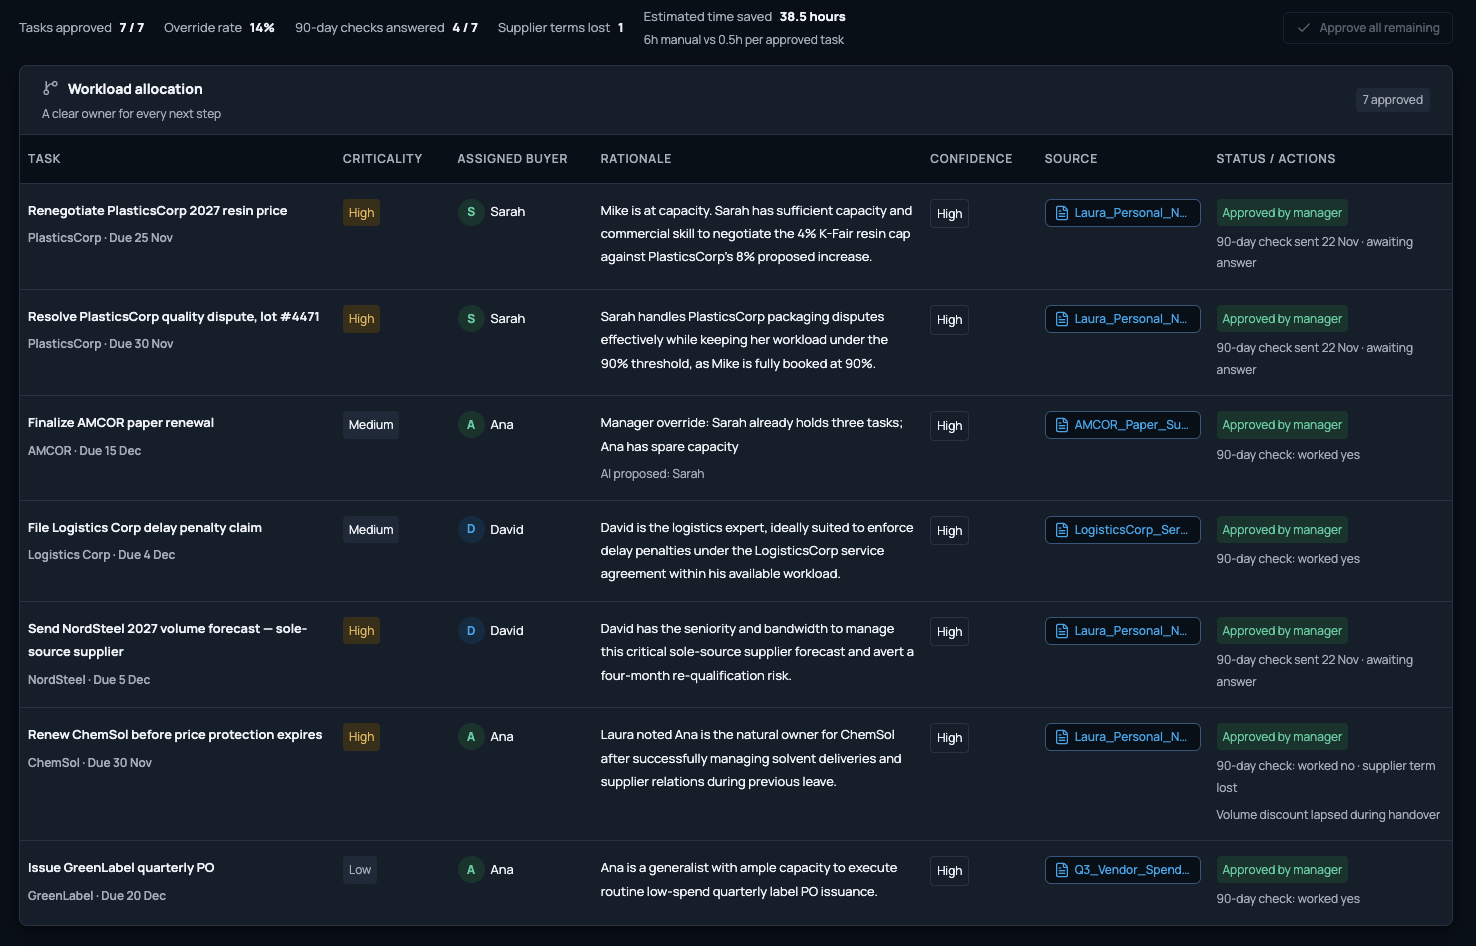 Tasks approved 7 / 7 Override rate 14% 90-day checks answered 4 / 7 Supplier terms lost 1
Estimated time saved 38.5 hours
6h manual vs 0.5h per approved task
Approve all remaining
Workload allocation
A clear owner for every next step
7 approved
TASK CRITICALITY ASSIGNED BUYER RATIONALE CONFIDENCE SOURCE STATUS / ACTIONS
Renegotiate PlasticsCorp 2027 resin price
PlasticsCorp · Due 25 Nov
High
S Sarah
Mike is at capacity. Sarah has sufficient capacity and
commercial skill to negotiate the 4% K-Fair resin cap
against PlasticsCorp's 8% proposed increase.
High
Laura_Personal_N...
Approved by manager
90-day check sent 22 Nov · awaiting
answer
Resolve PlasticsCorp quality dispute, lot #4471
PlasticsCorp · Due 30 Nov
High
S Sarah
Sarah handles PlasticsCorp packaging disputes
effectively while keeping her workload under the
90% threshold, as Mike is fully booked at 90%.
High
Laura_Personal_N...
Approved by manager
90-day check sent 22 Nov · awaiting
answer
Finalize AMCOR paper renewal
AMCOR · Due 15 Dec
Medium
A Ana
Manager override: Sarah already holds three tasks;
Ana has spare capacity
AI proposed: Sarah
High
AMCOR_Paper_Su...
Approved by manager
90-day check: worked yes
File Logistics Corp delay penalty claim
Logistics Corp · Due 4 Dec
Medium
D David
David is the logistics expert, ideally suited to enforce
delay penalties under the LogisticsCorp service
agreement within his available workload.
High
LogisticsCorp_Ser...
Approved by manager
90-day check: worked yes
Send NordSteel 2027 volume forecast — sole-
source supplier
NordSteel · Due 5 Dec
High
D David
David has the seniority and bandwidth to manage
this critical sole-source supplier forecast and avert a
four-month re-qualification risk.
High
Laura_Personal_N...
Approved by manager
90-day check sent 22 Nov · awaiting
answer
Renew ChemSol before price protection expires
ChemSol · Due 30 Nov
High
A Ana
Laura noted Ana is the natural owner for ChemSol
after successfully managing solvent deliveries and
supplier relations during previous leave.
High
Laura_Personal_N...
Approved by manager
90-day check: worked no · supplier term
lost
Volume discount lapsed during handover
Issue GreenLabel quarterly PO
GreenLabel · Due 20 Dec
Low
A Ana
Ana is a generalist with ample capacity to execute
routine low-spend quarterly label PO issuance.
High
Q3_Vendor_Spend...
Approved by manager
90-day check: worked yes